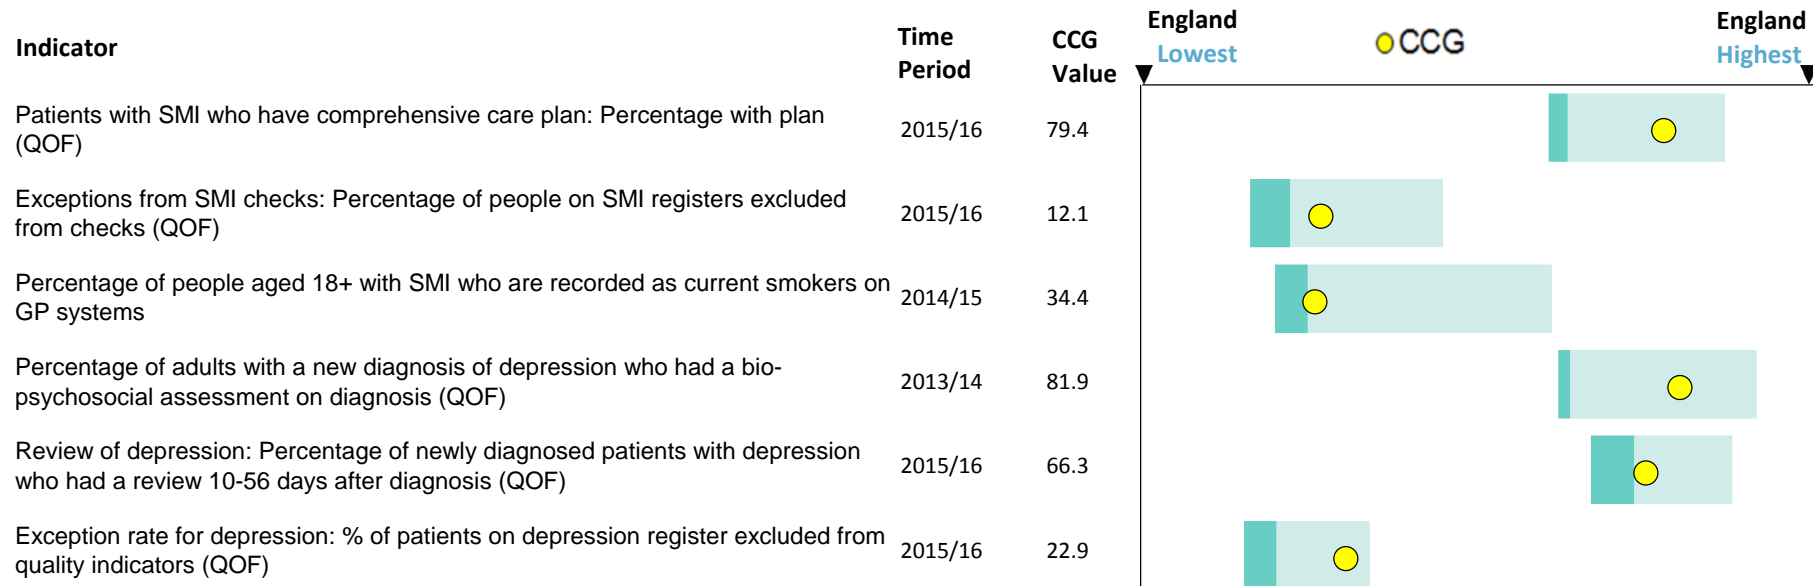 Indicator
Time
Period
CCG
Value
England
Lowest
CCG
England
Highest
Patients with SMI who have comprehensive care plan: Percentage with plan
(QOF)
2015/16
79.4
Exceptions from SMI checks: Percentage of people on SMI registers excluded
from checks (QOF)
2015/16
12.1
Percentage of people aged 18+ with SMI who are recorded as current smokers on
GP systems
2014/15
34.4
Percentage of adults with a new diagnosis of depression who had a bio-
psychosocial assessment on diagnosis (QOF)
2013/14
81.9
Review of depression: Percentage of newly diagnosed patients with depression
who had a review 10-56 days after diagnosis (QOF)
2015/16
66.3
Exception rate for depression: % of patients on depression register excluded from
quality indicators (QOF)
2015/16
22.9